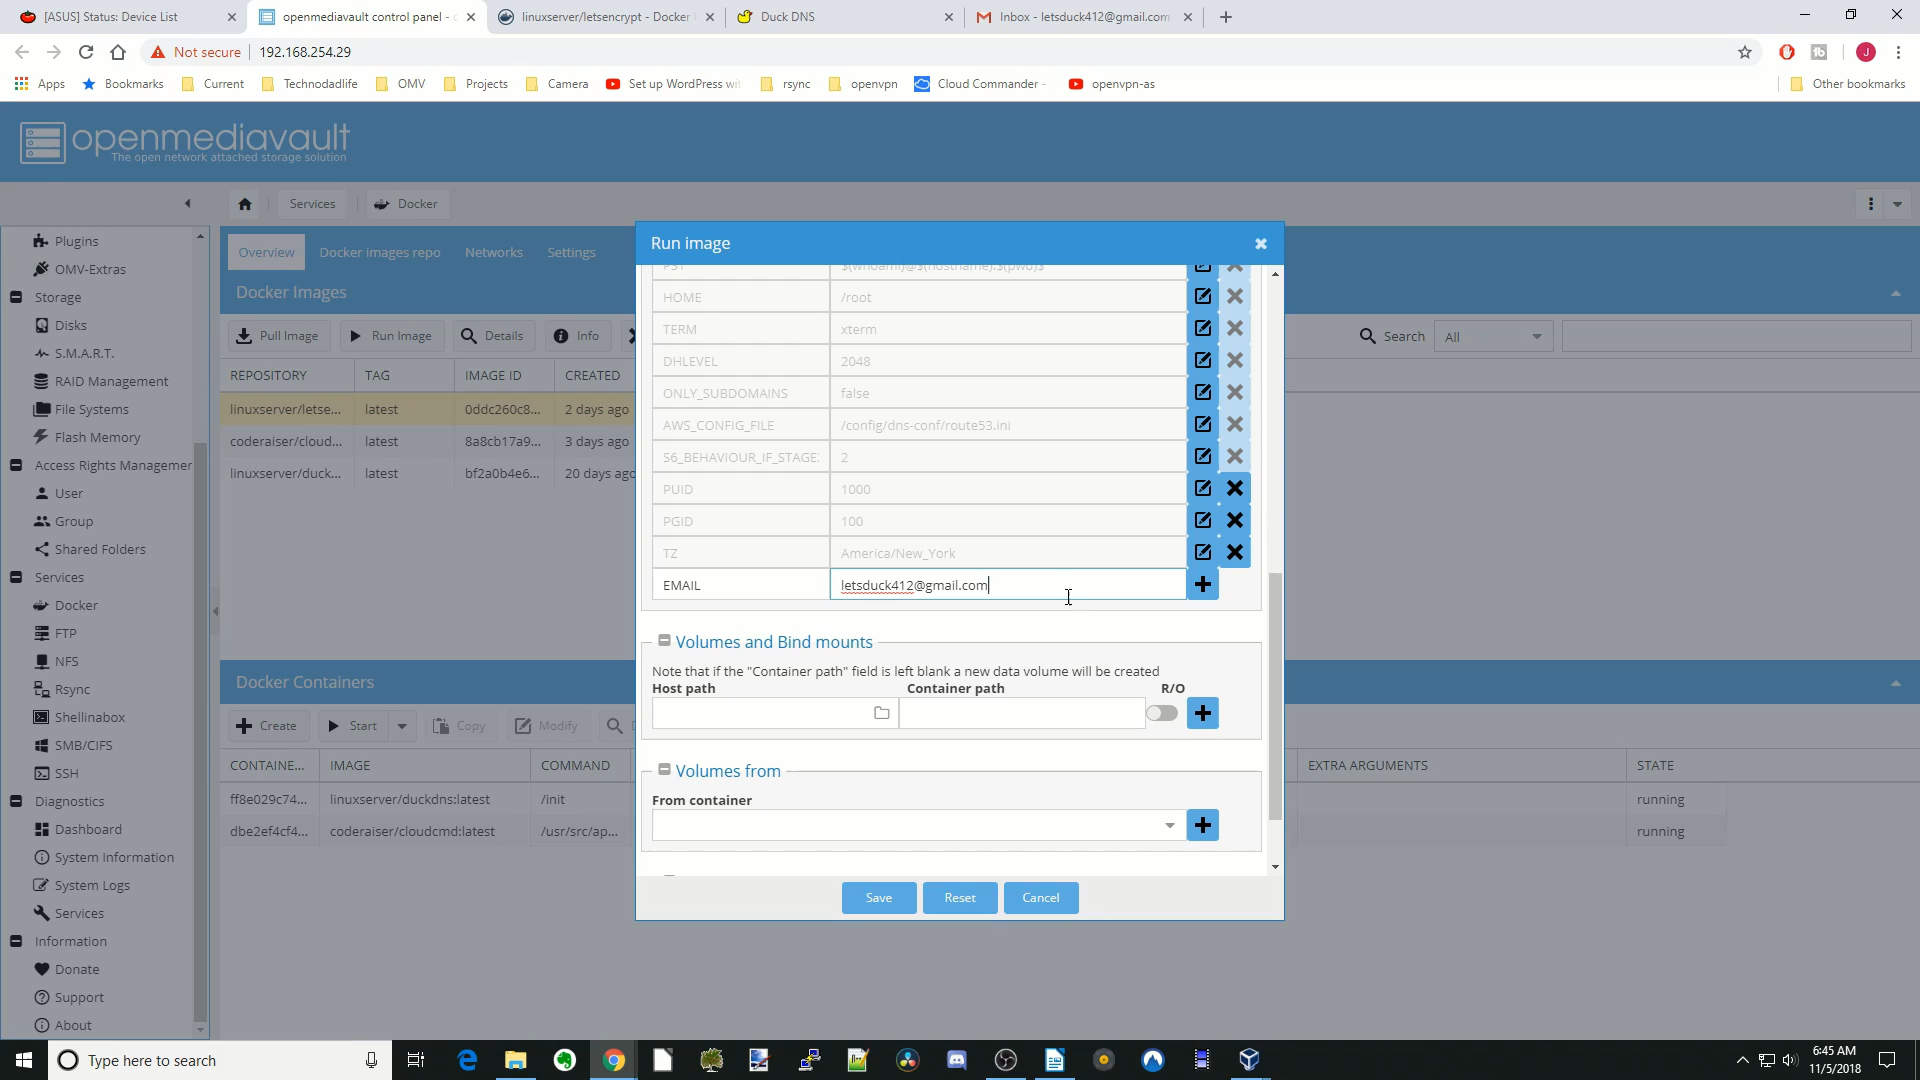 [ASUS] Status: Device List
openmediavault control panel - c
linuxserver/letsencrypt - Docker
Duck DNS
Inbox - letsduck412@gmail.com
Not secure
192.168.254.29
Apps
Bookmarks
Current
Technodadlife
OMV
Projects
Camera
Set up WordPress wit
rsync
openvpn
Cloud Commander -
openvpn-as
Other bookmarks
openmediavault
The open network attached storage solution
Services
Docker
Plugins
OMV-Extras
Storage
Disks
S.M.A.R.T.
RAID Management
File Systems
Flash Memory
Access Rights Managemen
User
Group
Shared Folders
Services
Docker
FTP
NFS
Rsync
Shellinabox
SMB/CIFS
SSH
Diagnostics
Dashboard
System Information
System Logs
Services
Information
Donate
Support
About
Overview
Docker images repo
Networks
Settings
Docker Images
Pull Image
Run Image
Details
Info
Search
All
REPOSITORY
TAG
IMAGE ID
CREATED
linuxserver/letse...
latest
0ddc260c8...
2 days ago
coderaiser/cloud...
latest
8a8cb17a9...
3 days ago
linuxserver/duck...
latest
bf2a0b4e6...
20 days ago
Docker Containers
Create
Start
Copy
Modify
D
CONTAINE...
IMAGE
COMMAND
EXTRA ARGUMENTS
STATE
ff8e029c74...
linuxserver/duckdns:latest
/init
running
dbe2ef4cf4...
coderaiser/cloudcmd:latest
/usr/src/ap...
running
Run image
PS1
$(whoami)@$(hostname):$(pwd)$
HOME
/root
TERM
xterm
DHLEVEL
2048
ONLY_SUBDOMAINS
false
AWS_CONFIG_FILE
/config/dns-conf/route53.ini
S6_BEHAVIOUR_IF_STAGE
2
PUID
1000
PGID
100
TZ
America/New_York
EMAIL
letsduck412@gmail.com
Volumes and Bind mounts
Note that if the "Container path" field is left blank a new data volume will be created
Host path
Container path
R/O
Volumes from
From container
Save
Reset
Cancel
Type here to search
6:45 AM
11/5/2018